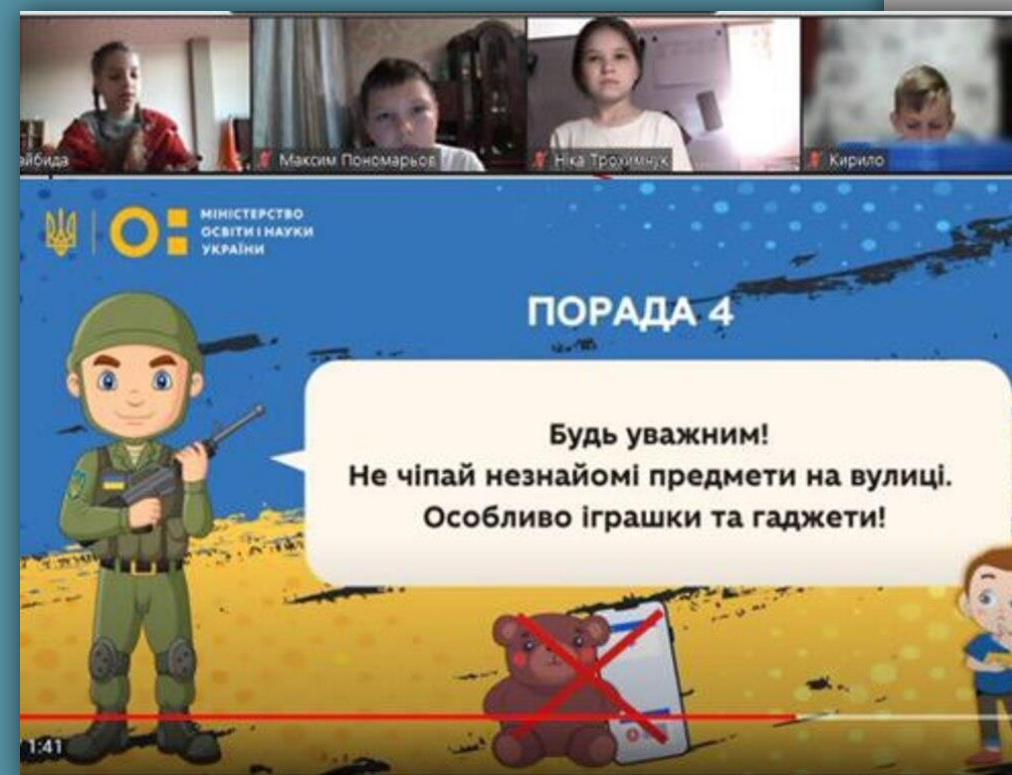 айбида
Максим Пономарьов
Ніка Трохимчук
Кирило
МІНІСТЕРСТВО
ОСВІТИ І НАУКИ
УКРАЇНИ
ПОРАДА 4
Будь уважним!
Не чіпай незнайомі предмети на вулиці.
Особливо іграшки та гаджети!
1:41